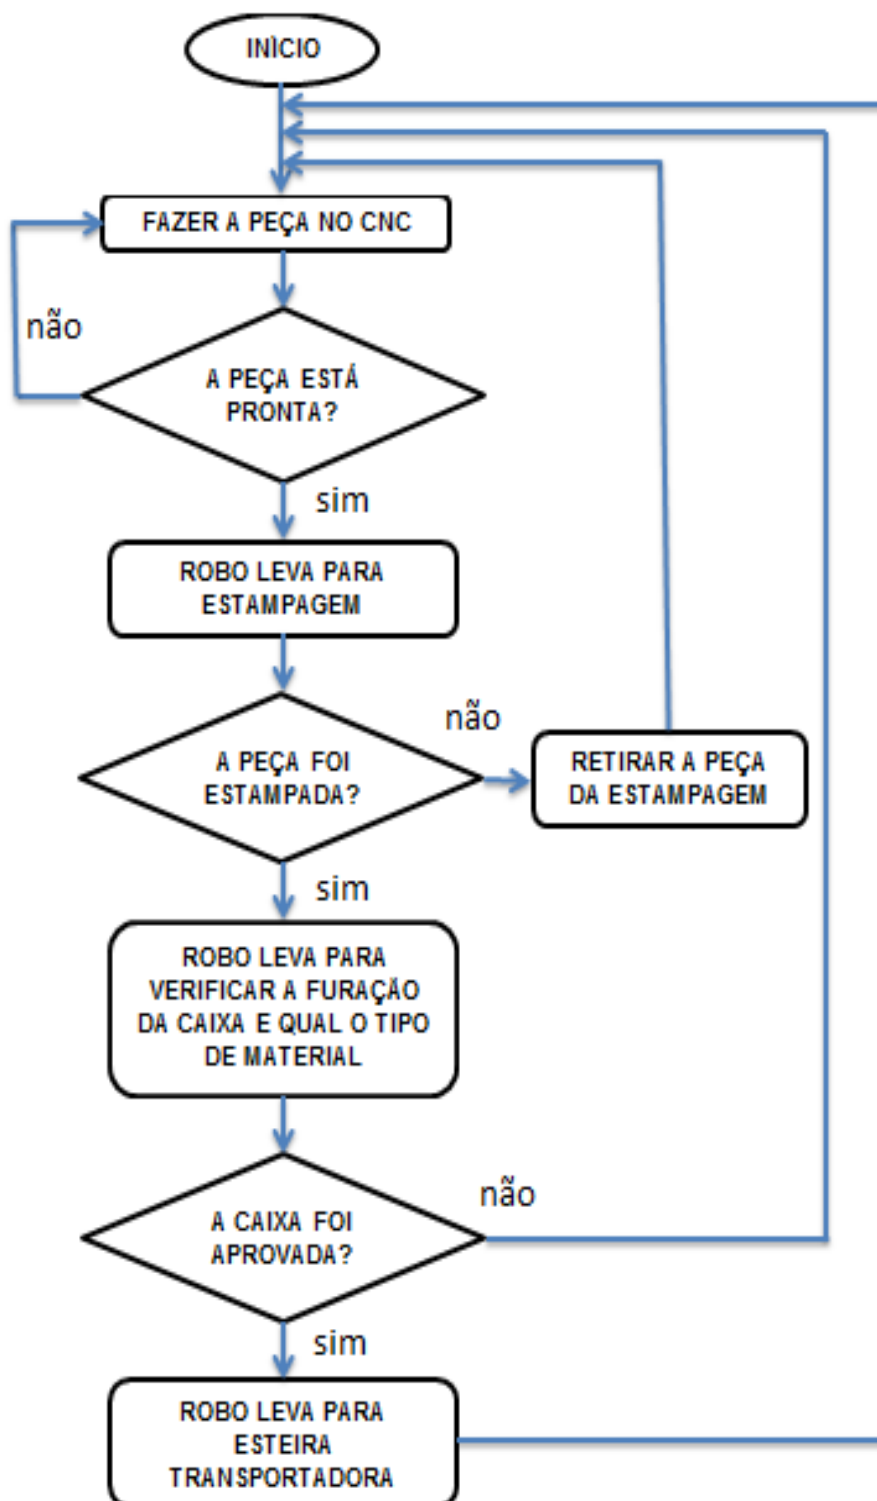 INÌCIO
FAZER A PEÇA NO CNC
não
A PEÇA ESTÁ
PRONTA?
sim
ROBO LEVA PARA
ESTAMPAGEM
não
A PEÇA FOI
ESTAMPADA?
RETIRAR A PEÇA
DA ESTAMPAGEM
sim
ROBO LEVA PARA
VERIFICAR A FURAÇÃO
DA CAIXA E QUAL O TIPO
DE MATERIAL
não
A CAIXA FOI
APROVADA?
sim
ROBO LEVA PARA
ESTEIRA
TRANSPORTADORA